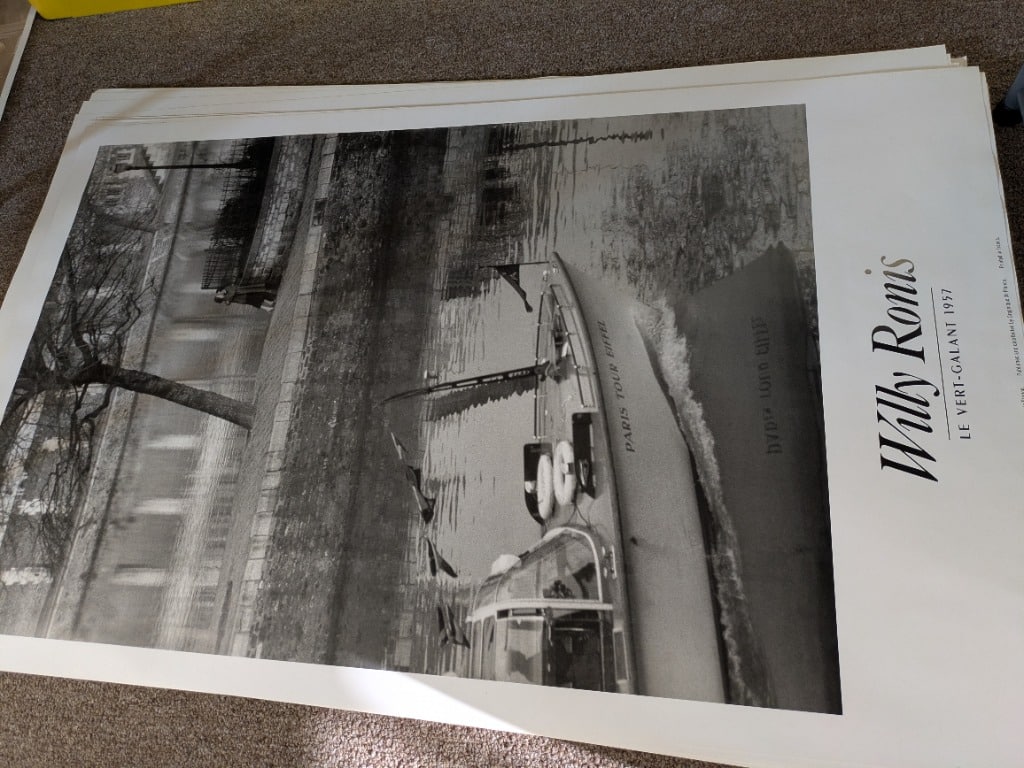 PARIS TOUR EIFFEL
Willy Ronis
LE VERT-GALANT 1957